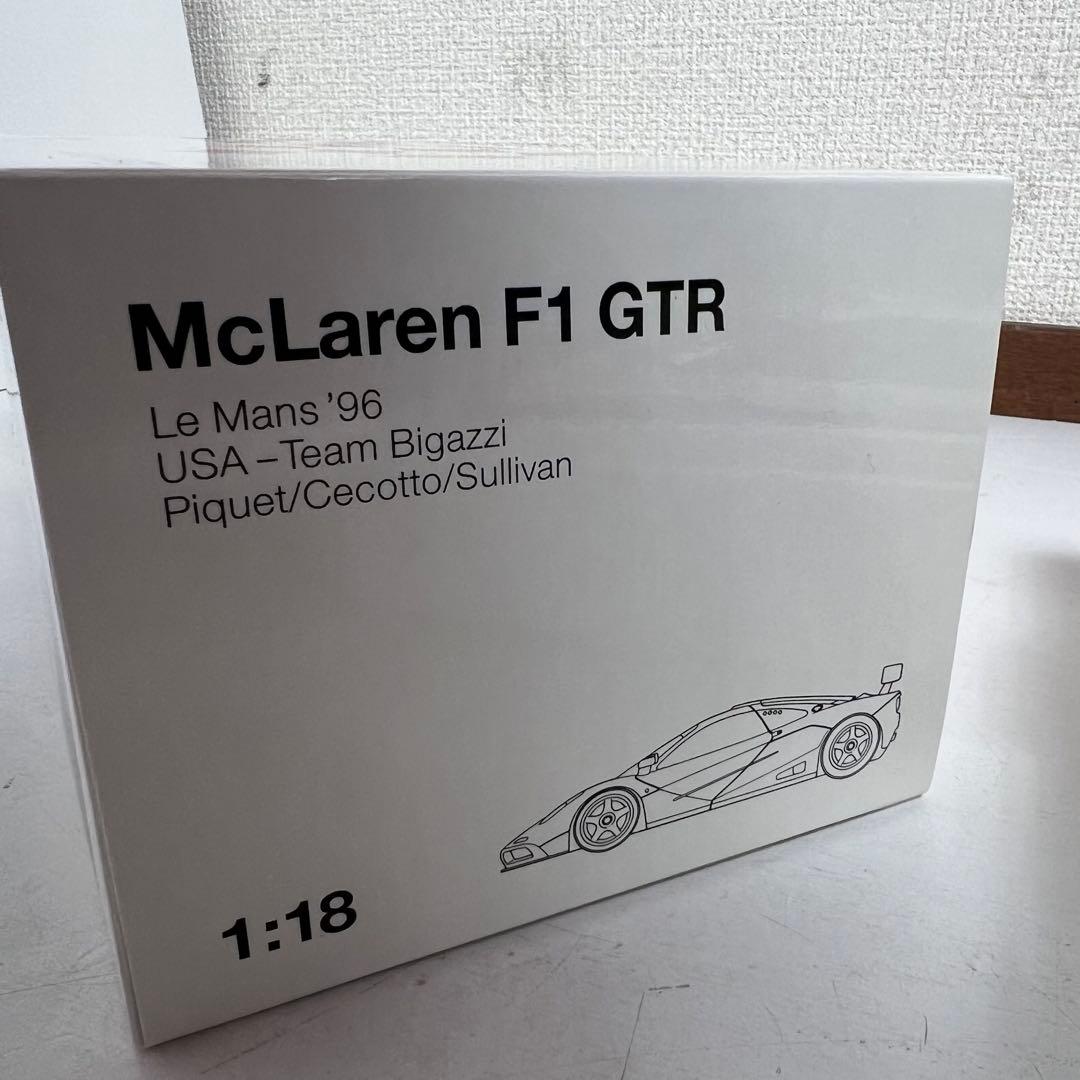 McLaren F1 GTR
Le Mans ’96
USA – Team Bigazzi
Piquet/Cecotto/Sullivan
1:18